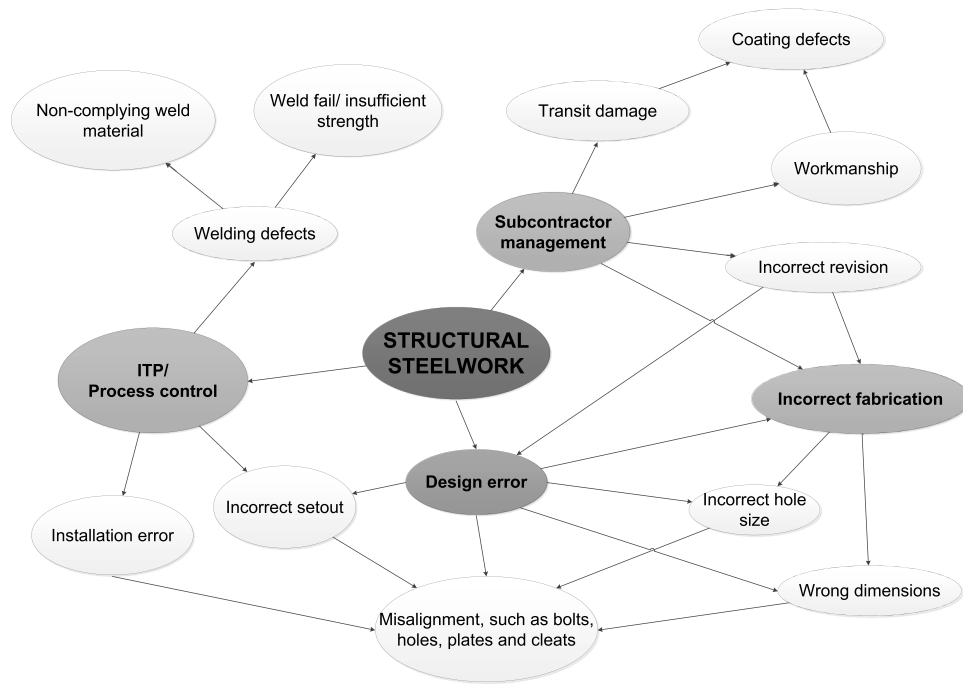 Coating defects
Non-complying weld
material
Weld fail/ insufficient
strength
Transit damage
Workmanship
Welding defects
Subcontractor
management
Incorrect revision
STRUCTURAL
STEELWORK
ITP/
Process control
Incorrect fabrication
Design error
Incorrect setout
Incorrect hole
size
Installation error
Wrong dimensions
Misalignment, such as bolts,
holes, plates and cleats